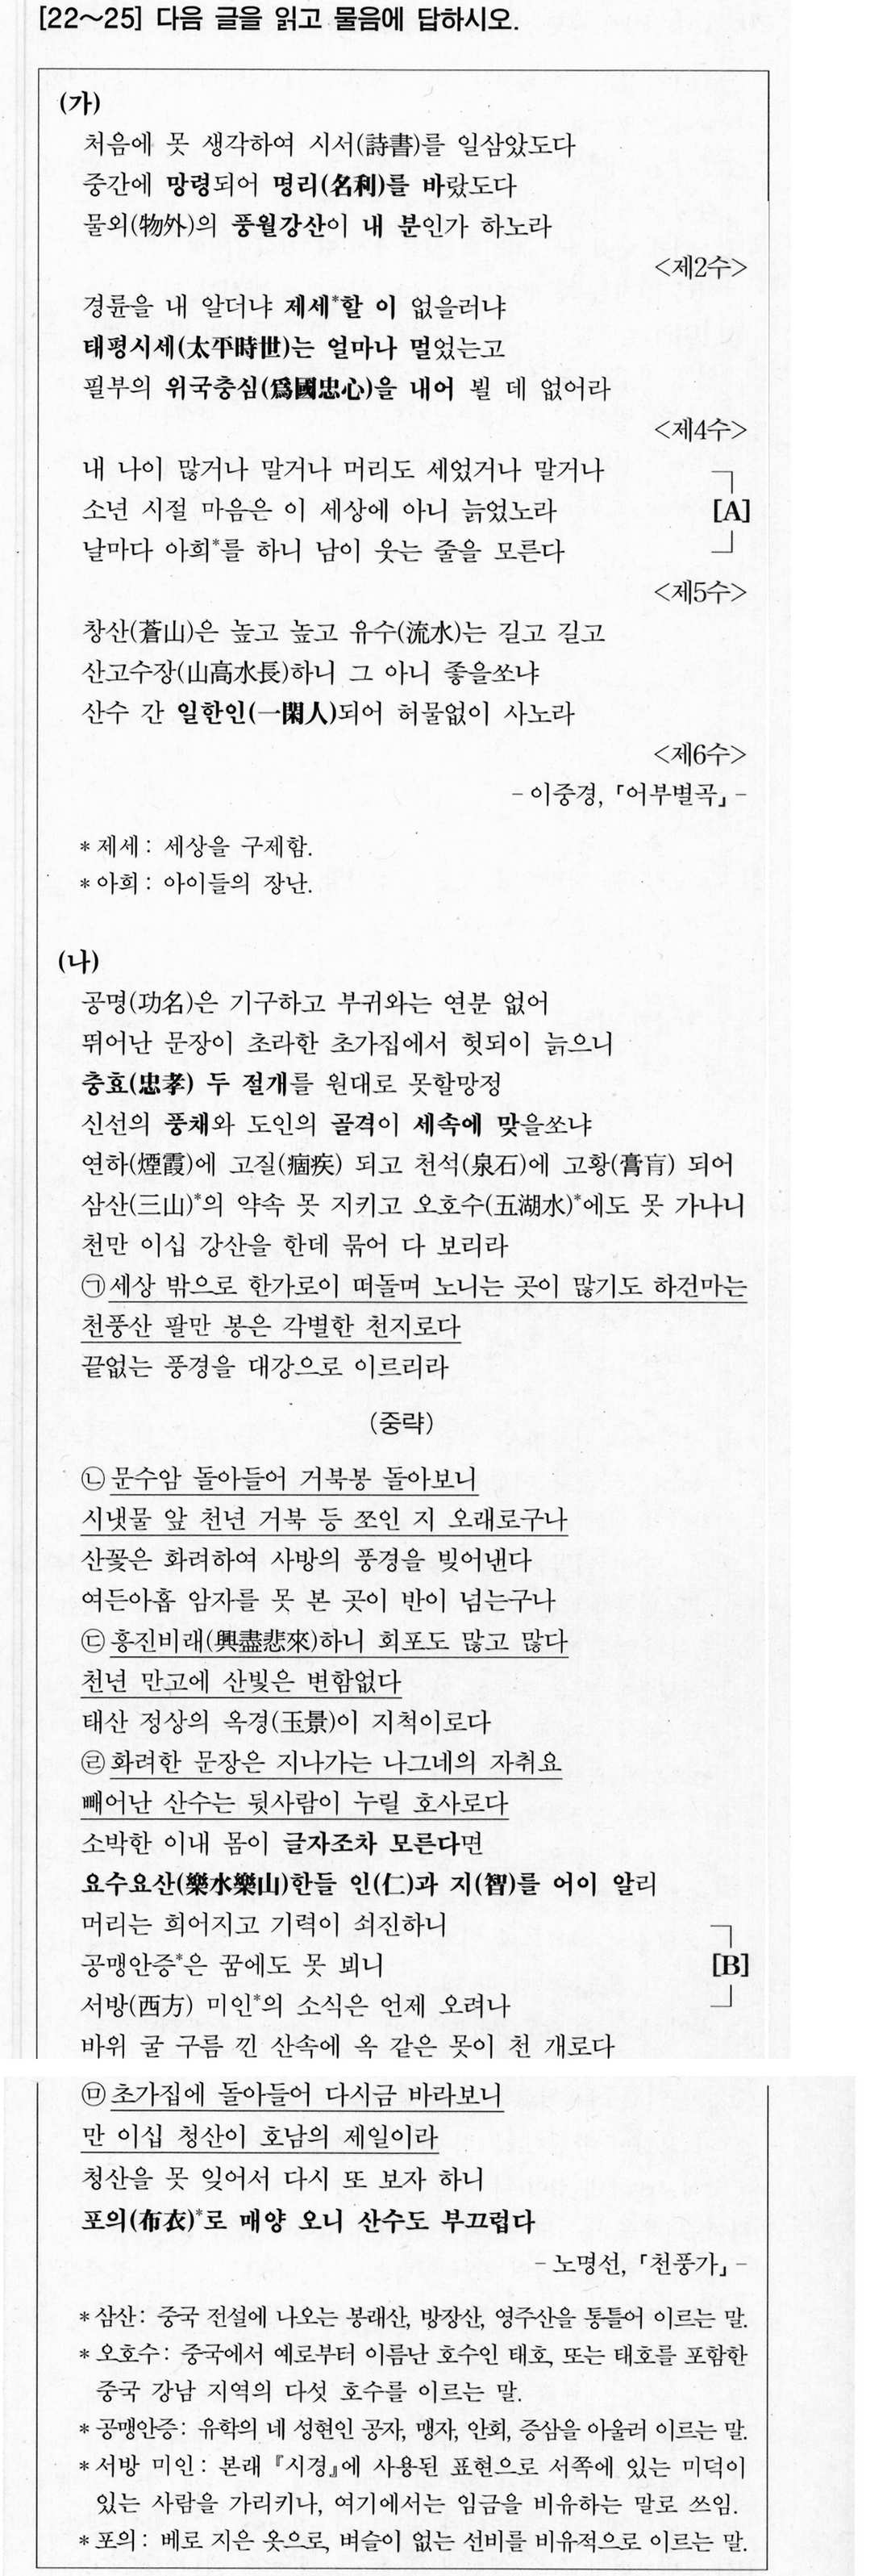 [22~25] 다음 글을 읽고 물음에 답하시오.
(가)
처음에 못 생각하여 시서(詩書)를 일삼았도다
중간에 망령되어 명리(名利)를 바랐도다
물외(物外)의 풍월강산이 내 분인가 하노라
<제2수>
경륜을 내 알더냐 제세*할 이 없을러냐
태평시세(太平時世)는 얼마나 멀었는고
필부의 위국충심(爲國忠心)을 내어 뵐 데 없어라
<제4수>
내 나이 많거나 말거나 머리도 세었거나 말거나
소년 시절 마음은 이 세상에 아니 늙었노라
[A]
날마다 아희*를 하니 남이 웃는 줄을 모른다
<제5수>
창산(蒼山)은 높고 높고 유수(流水)는 길고 길고
산고수장(山高水長)하니 그 아니 좋을쏘냐
산수 간 일한인(一閑人)되어 허물없이 사노라
<제6수>
- 이중경, 「어부별곡」 -
* 제세 : 세상을 구제함.
* 아희 : 아이들의 장난.
(나)
공명(功名)은 기구하고 부귀와는 연분 없어
뛰어난 문장이 초라한 초가집에서 헛되이 늙으니
충효(忠孝) 두 절개를 원대로 못할망정
신선의 풍채와 도인의 골격이 세속에 맞을쏘냐
연하(煙霞)에 고질(痼疾) 되고 천석(泉石)에 고황(膏肓) 되어
삼산(三山)*의 약속 못 지키고 오호수(五湖水)*에도 못 가나니
천만 이십 강산을 한데 묶어 다 보리라
㉠ 세상 밖으로 한가로이 떠돌며 노니는 곳이 많기도 하건마는
천풍산 팔만 봉은 각별한 천지로다
끝없는 풍경을 대강으로 이르리라
(중략)
㉡ 문수암 돌아들어 거북봉 돌아보니
시냇물 앞 천년 거북 등 쪼인 지 오래로구나
산꽃은 화려하여 사방의 풍경을 빚어낸다
여든아홉 암자를 못 본 곳이 반이 넘는구나
㉢ 흥진비래(興盡悲來)하니 회포도 많고 많다
천년 만고에 산빛은 변함없다
태산 정상의 옥경(玉景)이 지척이로다
㉣ 화려한 문장은 지나가는 나그네의 자취요
빼어난 산수는 뒷사람이 누릴 호사로다
소박한 이내 몸이 글자조차 모른다면
요수요산(樂水樂山)한들 인(仁)과 지(智)를 어이 알리
머리는 희어지고 기력이 쇠진하니
공맹안증*은 꿈에도 못 뵈니
[B]
서방(西方) 미인*의 소식은 언제 오려나
바위 굴 구름 낀 산속에 옥 같은 못이 천 개로다
㉤ 초가집에 돌아들어 다시금 바라보니
만 이십 청산이 호남의 제일이라
청산을 못 잊어서 다시 또 보자 하니
포의(布衣)*로 매양 오니 산수도 부끄럽다
- 노명선, 「천풍가」 -
* 삼산 : 중국 전설에 나오는 봉래산, 방장산, 영주산을 통틀어 이르는 말.
* 오호수 : 중국에서 예로부터 이름난 호수인 태호, 또는 태호를 포함한
중국 강남 지역의 다섯 호수를 이르는 말.
* 공맹안증 : 유학의 네 성현인 공자, 맹자, 안회, 증삼을 아울러 이르는 말.
* 서방 미인 : 본래 『시경』에 사용된 표현으로 서쪽에 있는 미덕이
있는 사람을 가리키나, 여기에서는 임금을 비유하는 말로 쓰임.
* 포의 : 베로 지은 옷으로, 벼슬이 없는 선비를 비유적으로 이르는 말.